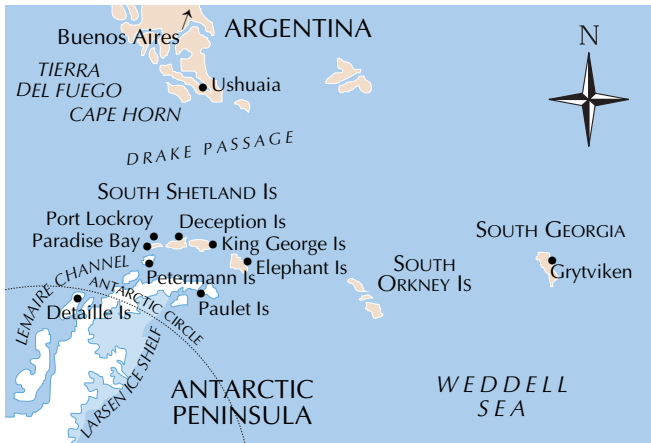 Buenos Aires
ARGENTINA
N
TIERRA
DEL FUEGO
Ushuaia
CAPE HORN
DRAKE PASSAGE
SOUTH SHETLAND IS
Port Lockroy
Deception Is
Paradise Bay
King George Is
SOUTH GEORGIA
Elephant Is
SOUTH
ORKNEY IS
Grytviken
Petermann Is
LEMAIRE CHANNEL
ANTARCTIC CIRCLE
Detaille Is
Paulet Is
LARSEN ICE SHELF
ANTARCTIC
PENINSULA
WEDDELL
SEA